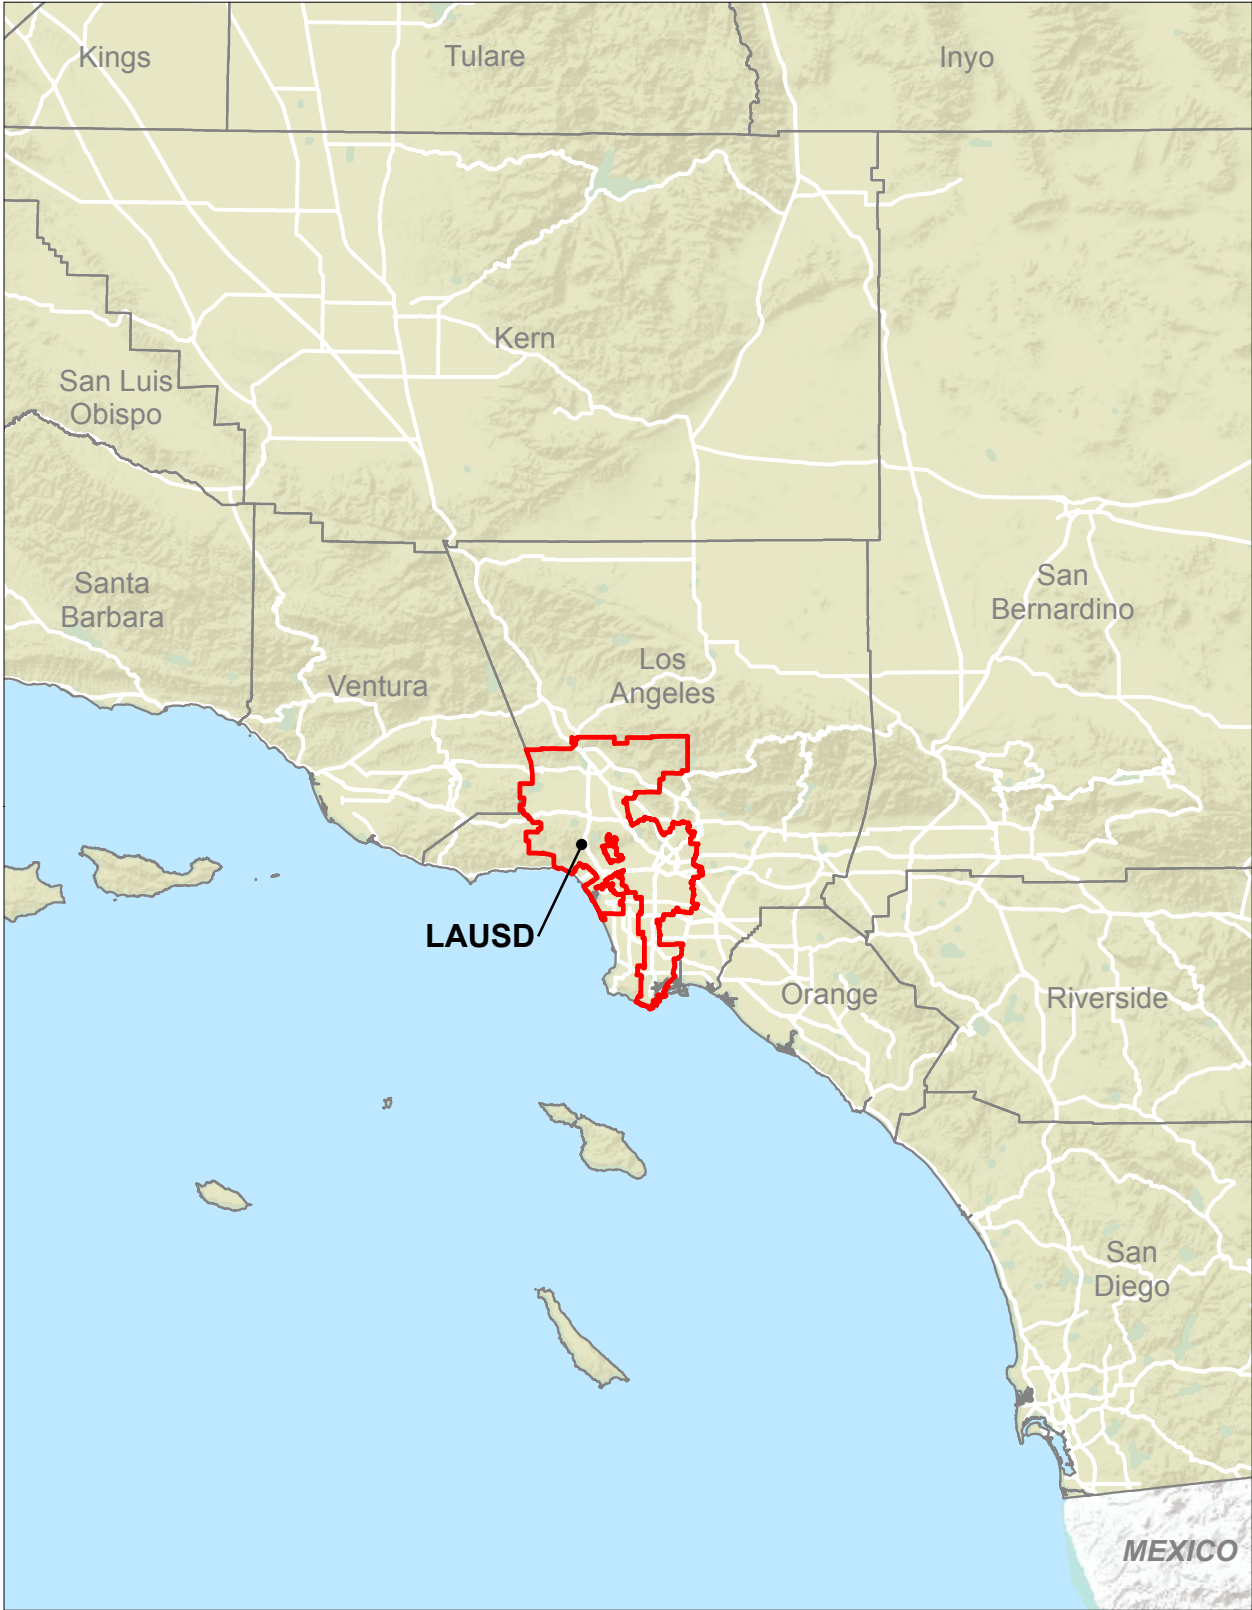 Kings
Tulare
Inyo
Kern
San Luis
Obispo
Santa
Barbara
San
Bernardino
Los
Angeles
Ventura
LAUSD
Orange
Riverside
San
Diego
MEXICO